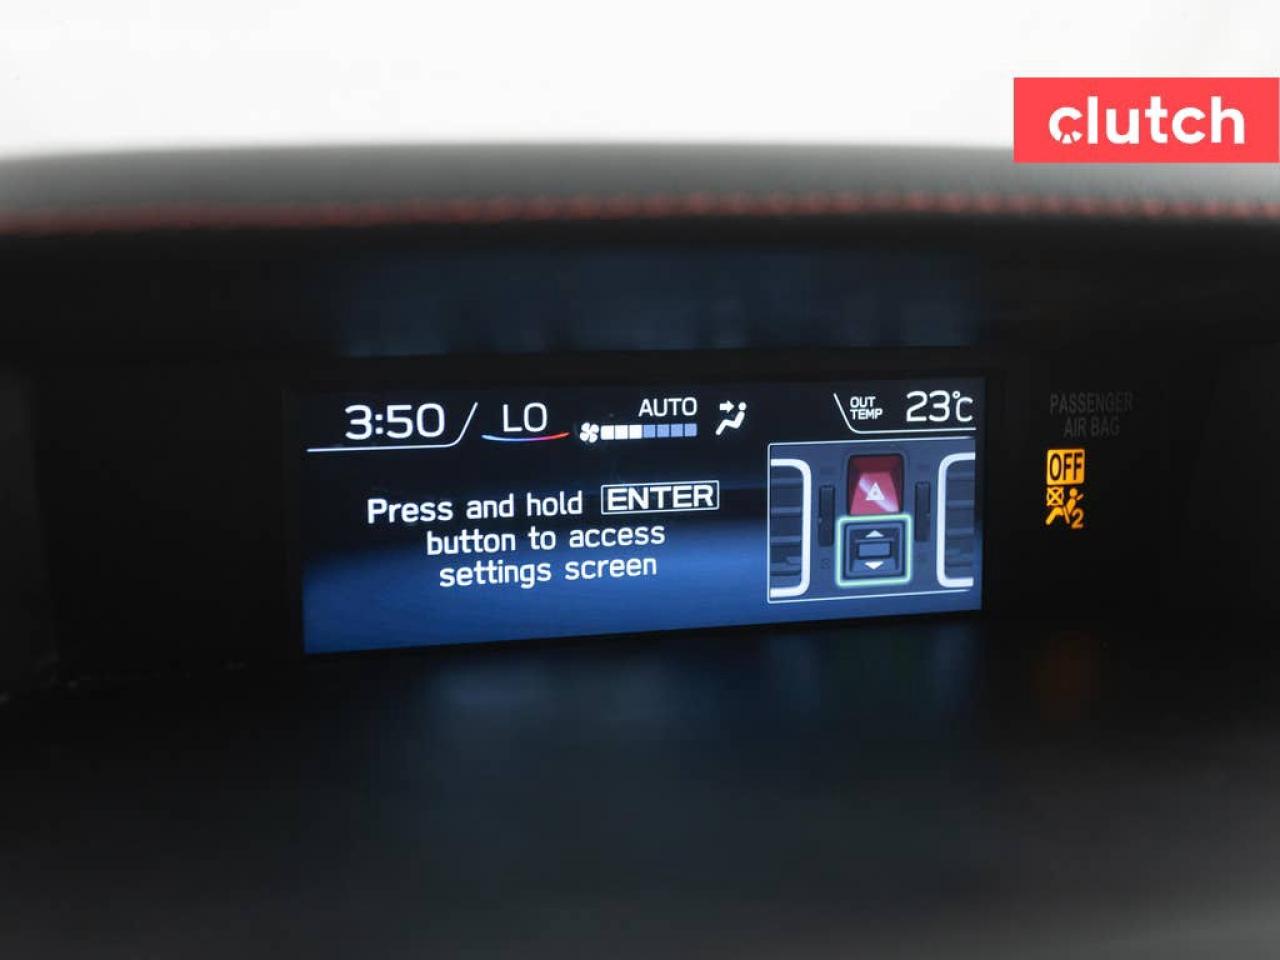 clutch
3:50 LO AUTO OUT TEMP 23°C
Press and hold ENTER
button to access
settings screen
PASSENGER
AIR BAG
OFF
2